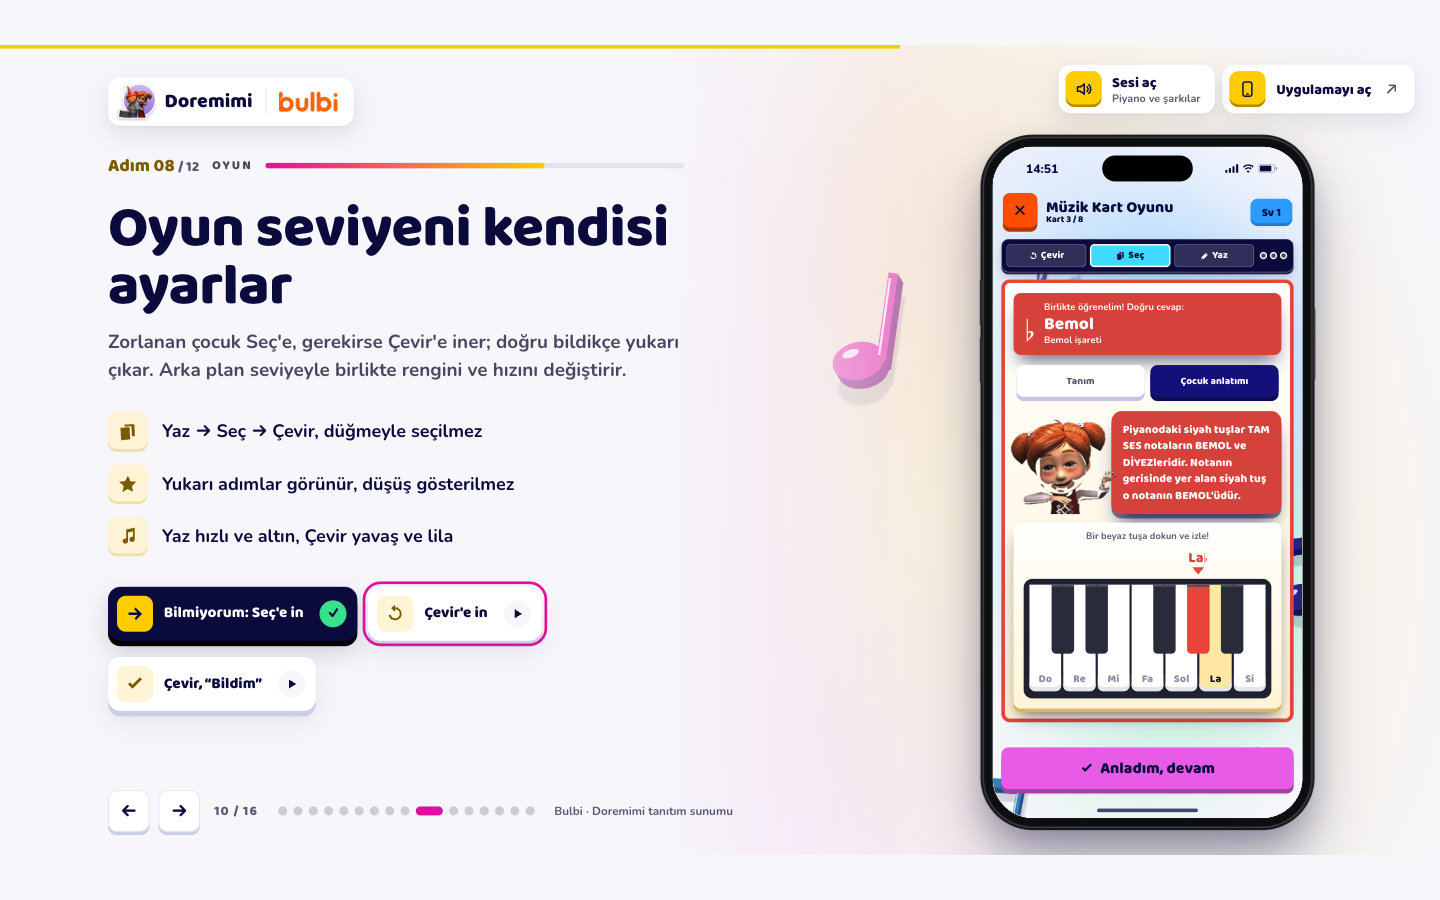 Doremimi
bulbi
Sesi aç
Piyano ve şarkılar
Uygulamayı aç
Adım 08 / 12 OYUN
Oyun seviyeni kendisi
ayarlar
Zorlanan çocuk Seç'e, gerekirse Çevir'e iner; doğru bildikçe yukarı
çıkar. Arka plan seviyeyle birlikte rengini ve hızını değiştirir.
Yaz → Seç → Çevir, düğmeyle seçilmez
Yukarı adımlar görünür, düşüş gösterilmez
Yaz hızlı ve altın, Çevir yavaş ve lila
Bilmiyorum: Seç'e in
Çevir'e in
Çevir, “Bildim”
10 / 16
Bulbi · Doremimi tanıtım sunumu
14:51
Müzik Kart Oyunu
Kart 3 / 8
Sv 1
Çevir
Seç
Yaz
Birlikte öğrenelim! Doğru cevap:
♭
Bemol
Bemol işareti
Tanım
Çocuk anlatımı
Piyanodaki siyah tuşlar TAM
SES notaların BEMOL ve
DİYEZleridir. Notanın
gerisinde yer alan siyah tuş
o notanın BEMOL'üdür.
Bir beyaz tuşa dokun ve izle!
La♭
Do Re Mi Fa Sol La Si
Anladım, devam